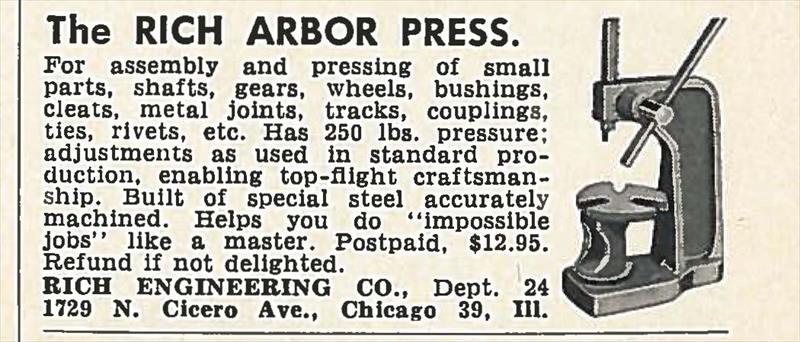 The RICH ARBOR PRESS.
For assembly and pressing of small
parts, shafts, gears, wheels, bushings,
cleats, metal joints, tracks, couplings,
ties, rivets, etc. Has 250 lbs. pressure;
adjustments as used in standard pro-
duction, enabling top-flight craftsman-
ship. Built of special steel accurately
machined. Helps you do “impossible
jobs” like a master. Postpaid, $12.95.
Refund if not delighted.
RICH ENGINEERING CO., Dept. 24
1729 N. Cicero Ave., Chicago 39, Ill.